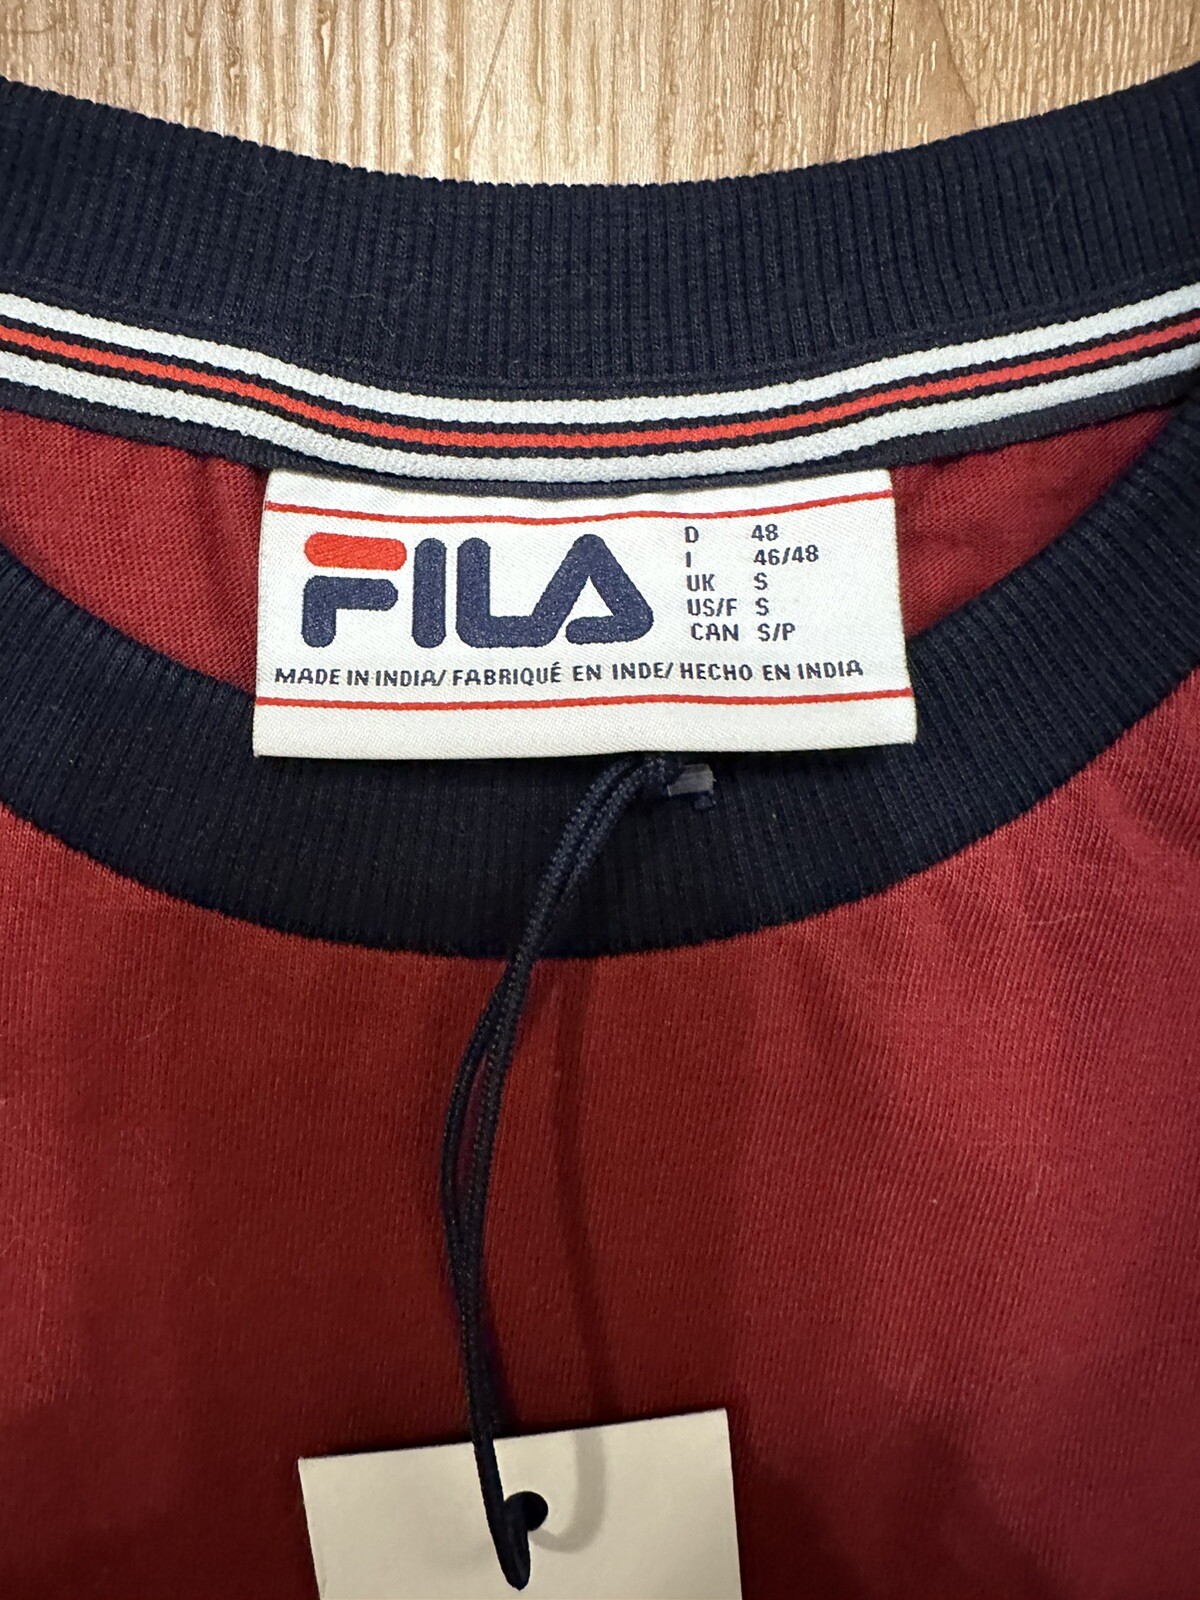 FILA
D 48
I 46/48
UK S
US/F S
CAN S/P
MADE IN INDIA/ FABRIQUÉ EN INDE/ HECHO EN INDIA